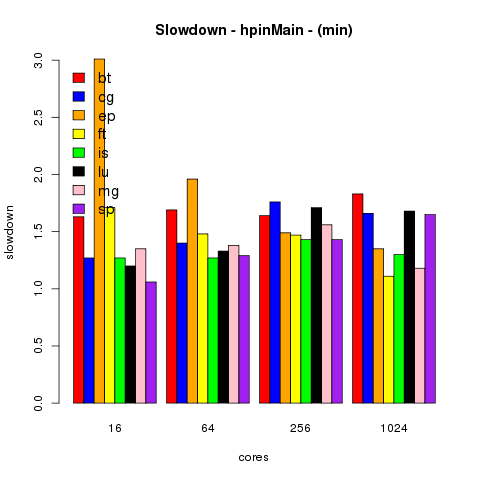 Slowdown - hpinMain - (min)
3.0
2.5
2.0
1.5
1.0
0.5
0.0
slowdown
bt
cg
ep
ft
is
lu
mg
sp
16 64 256 1024
cores